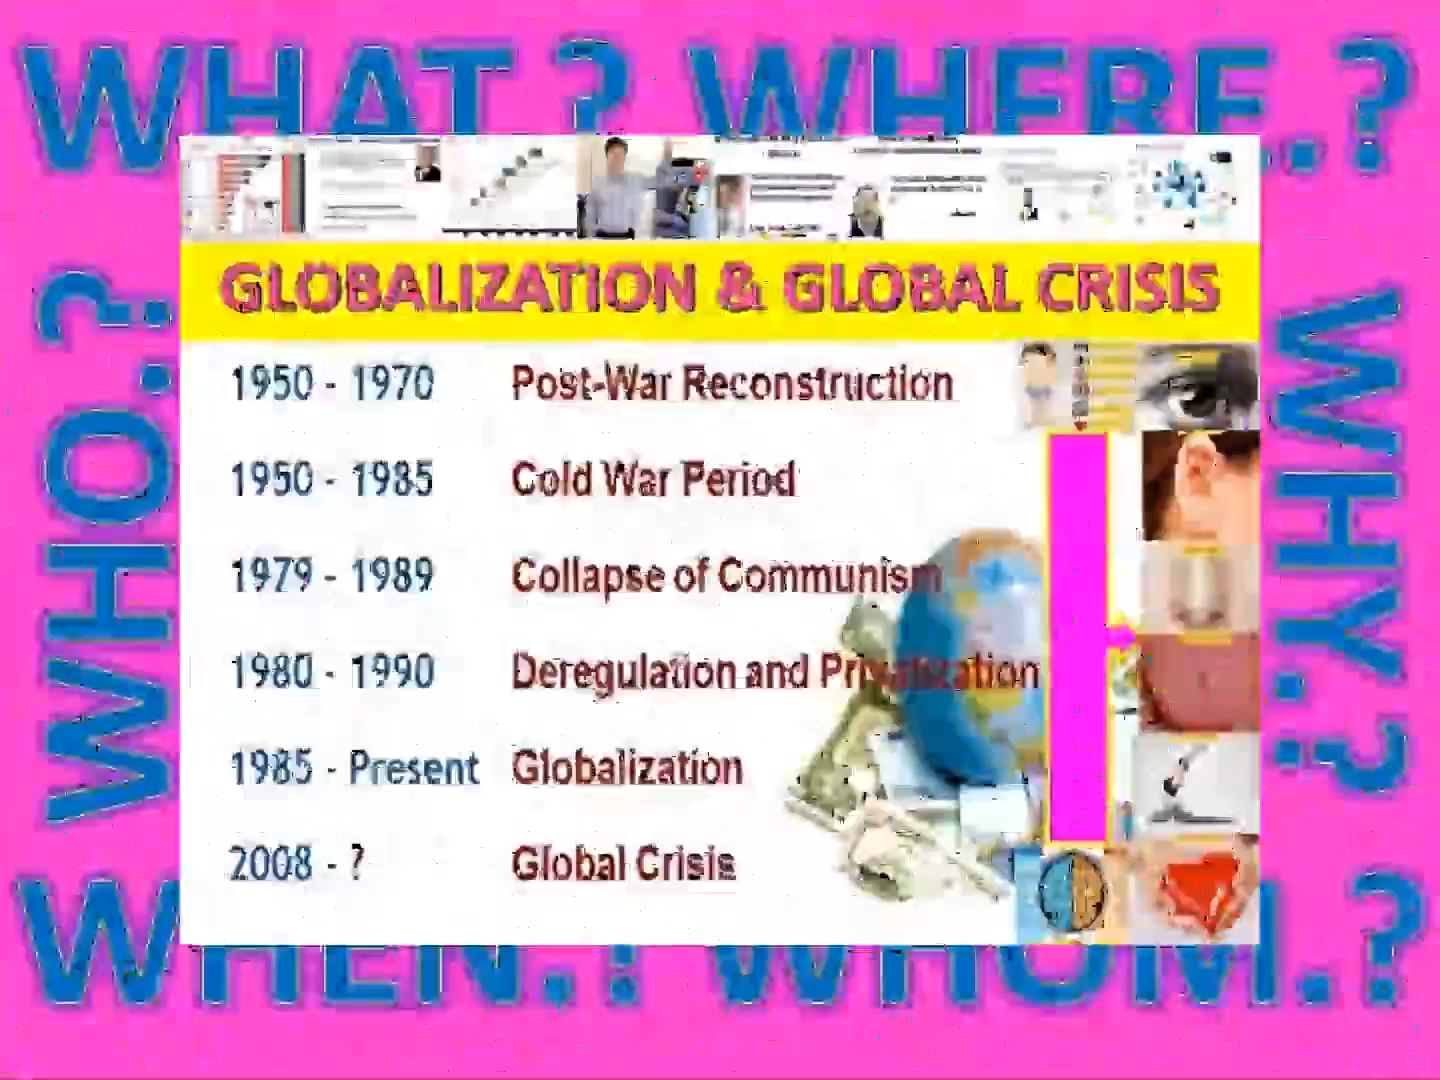 WHAT ? WHERE.?
WHO.?
WHY.?
GLOBALIZATION & GLOBAL CRISIS
1950 - 1970 Post-War Reconstruction
1950 - 1985 Cold War Period
1979 - 1989 Collapse of Communism
1980 - 1990 Deregulation and Privatization
1985 - Present Globalization
2008 - ? Global Crisis
WHEN.? WHOM.?